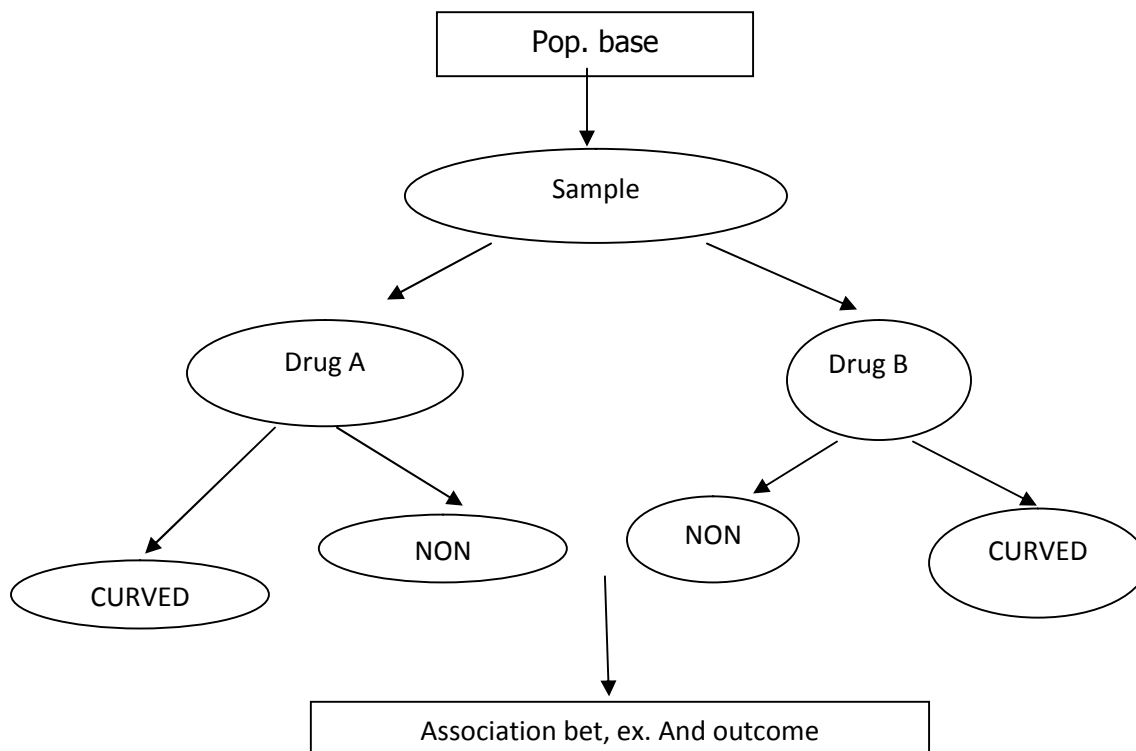 Pop. base
Sample
Drug A
Drug B
CURVED
NON
NON
CURVED
Association bet, ex. And outcome